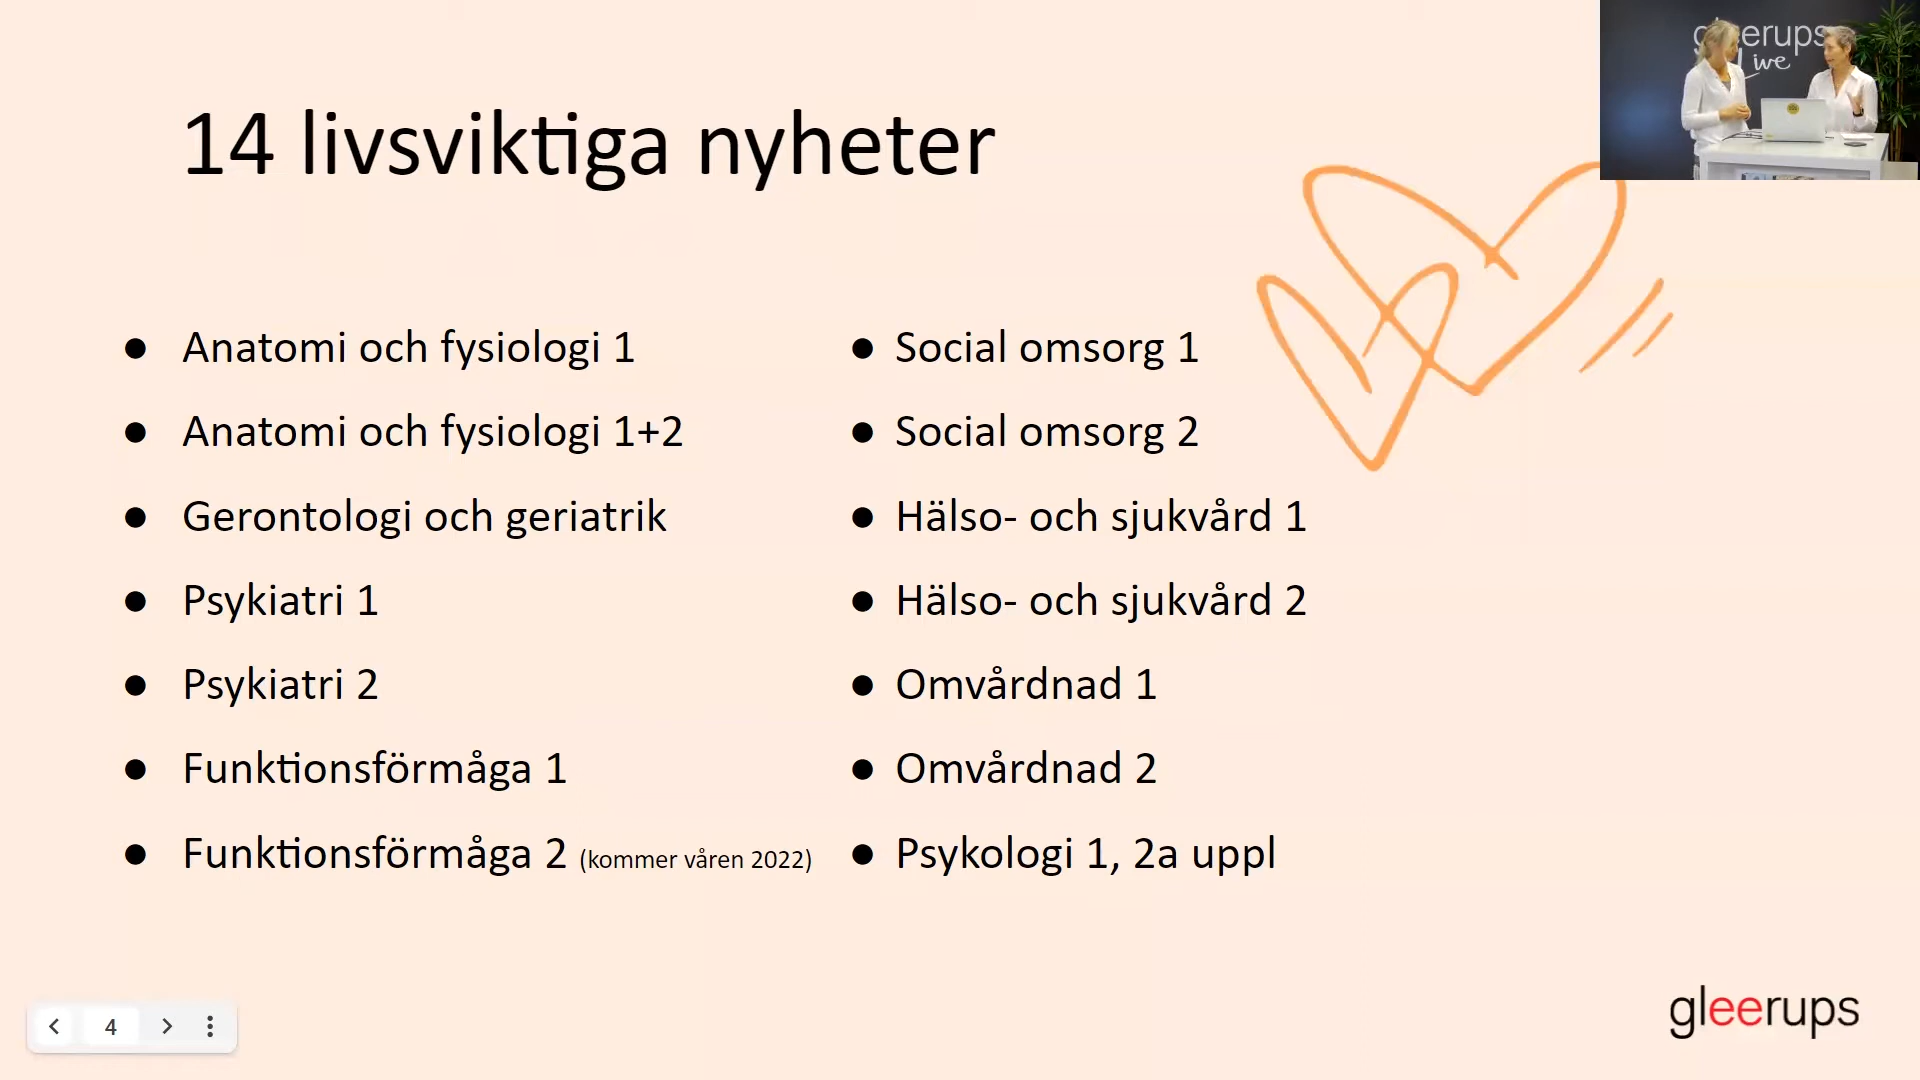 14 livsviktiga nyheter
● Anatomi och fysiologi 1
● Anatomi och fysiologi 1+2
● Gerontologi och geriatrik
● Psykiatri 1
● Psykiatri 2
● Funktionsförmåga 1
● Funktionsförmåga 2 (kommer våren 2022)
● Social omsorg 1
● Social omsorg 2
● Hälso- och sjukvård 1
● Hälso- och sjukvård 2
● Omvårdnad 1
● Omvårdnad 2
● Psykologi 1, 2a uppl
gleerups
Live
4
gleerups